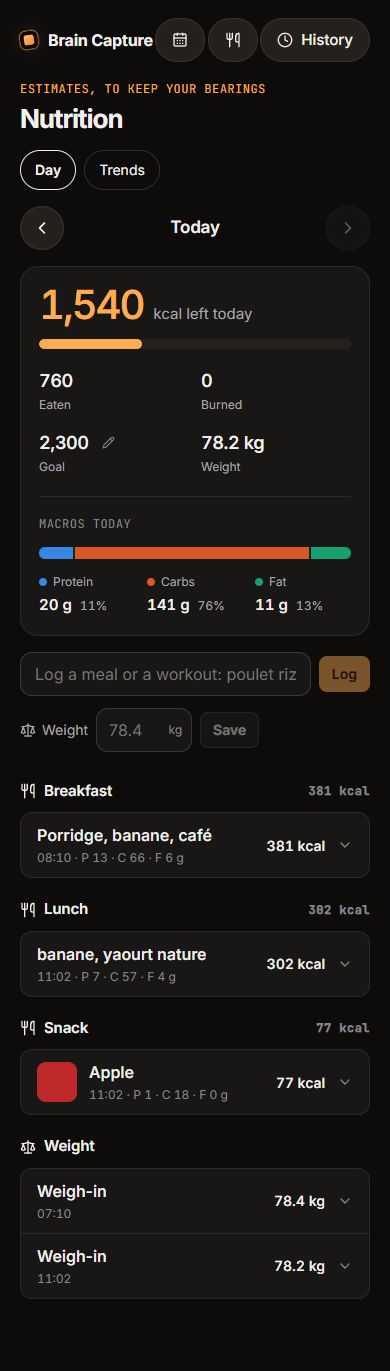 Brain Capture
History
ESTIMATES, TO KEEP YOUR BEARINGS
Nutrition
Day
Trends
Today
1,540 kcal left today
760
0
Eaten
Burned
2,300
78.2 kg
Goal
Weight
MACROS TODAY
Protein
Carbs
Fat
20 g 11%
141 g 76%
11 g 13%
Log a meal or a workout: poulet riz
Log
Weight
78.4 kg
Save
Breakfast
381 kcal
Porridge, banane, café
381 kcal
08:10 · P 13 · C 66 · F 6 g
Lunch
302 kcal
banane, yaourt nature
302 kcal
11:02 · P 7 · C 57 · F 4 g
Snack
77 kcal
Apple
77 kcal
11:02 · P 1 · C 18 · F 0 g
Weight
Weigh-in
78.4 kg
07:10
Weigh-in
78.2 kg
11:02